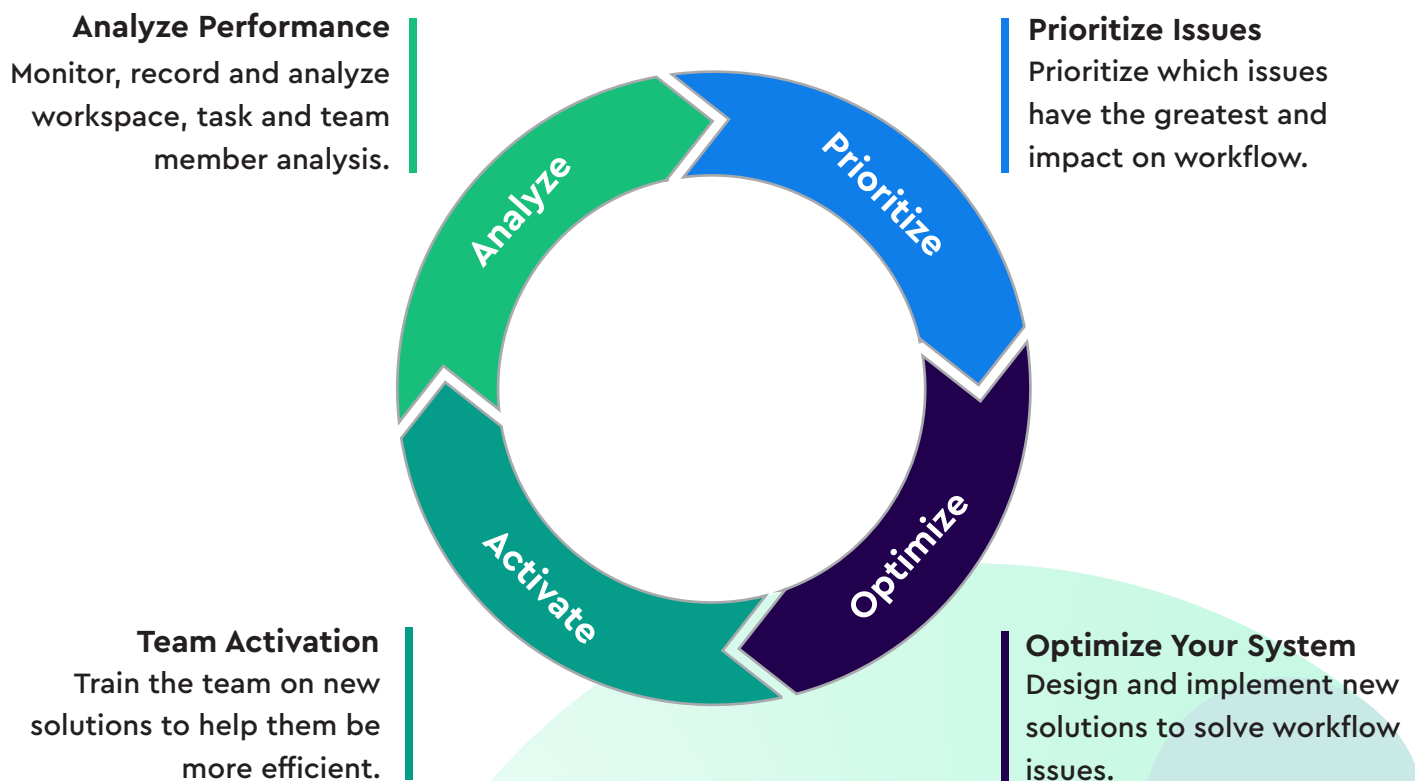 Analyze Performance
Monitor, record and analyze
workspace, task and team
member analysis.
Prioritize Issues
Prioritize which issues
have the greatest and
impact on workflow.
Analyze
Prioritize
Activate
Optimize
Team Activation
Train the team on new
solutions to help them be
more efficient.
Optimize Your System
Design and implement new
solutions to solve workflow
issues.